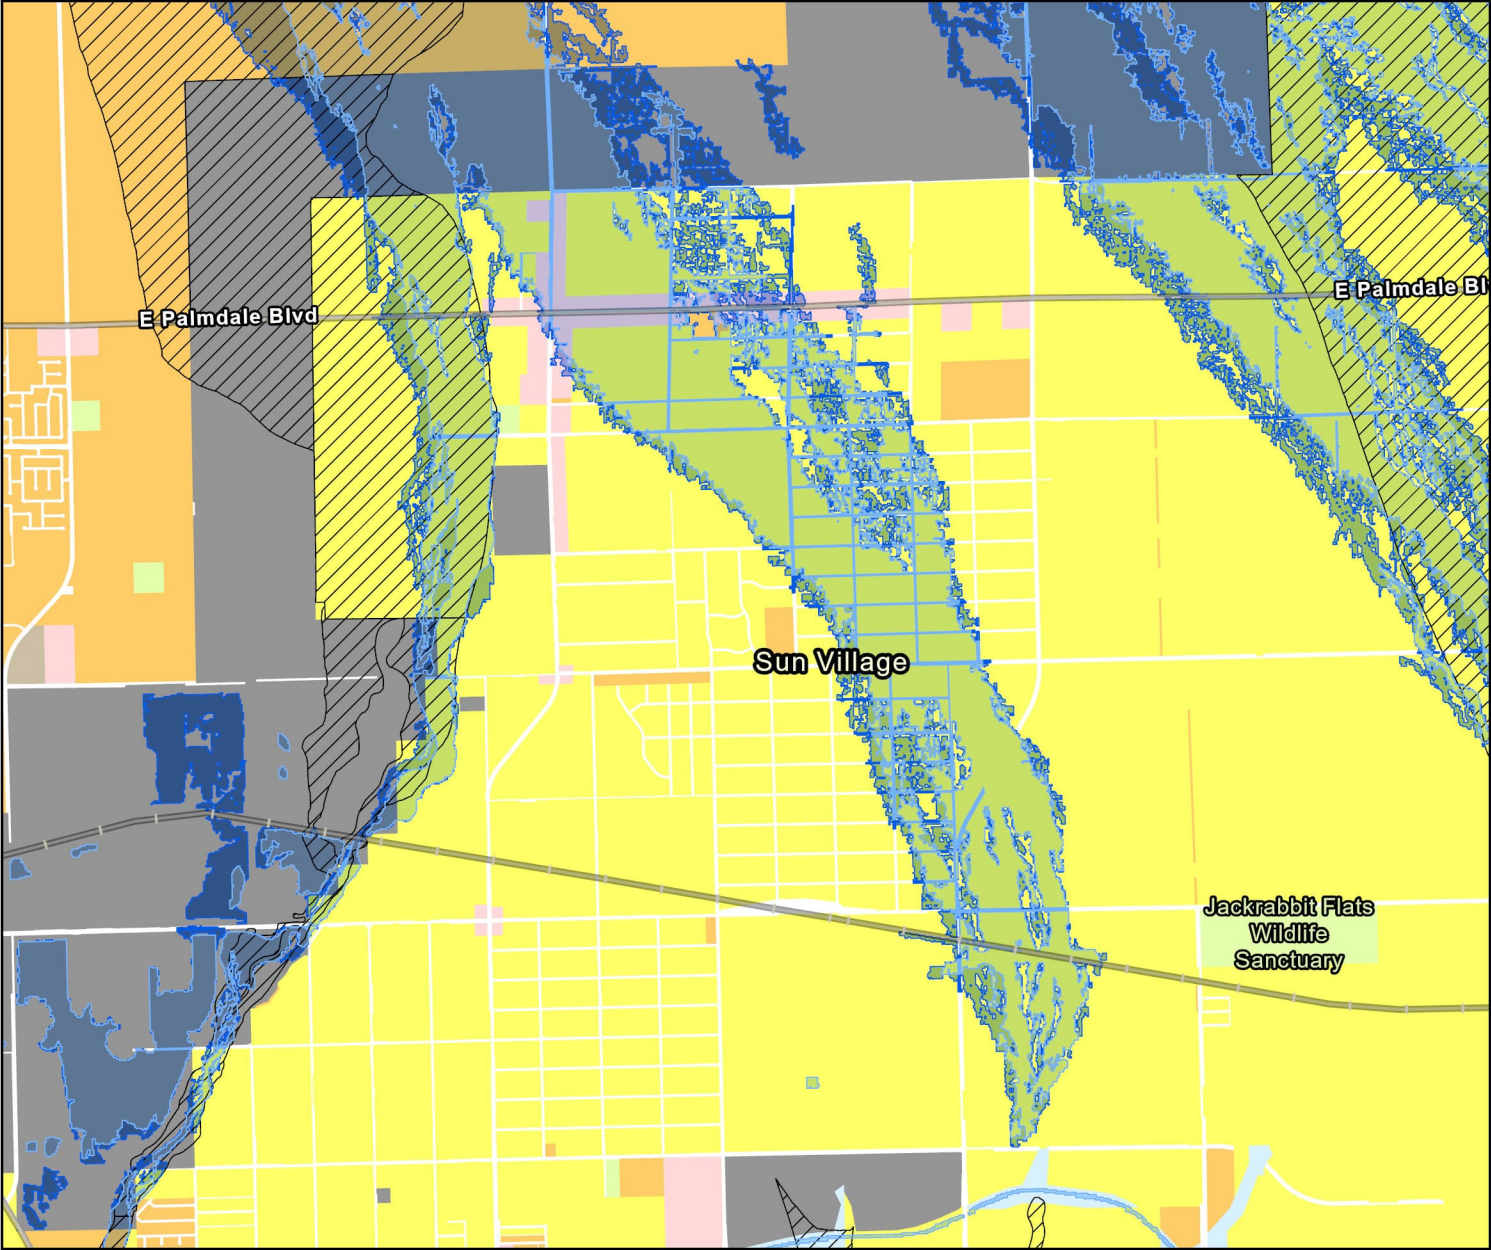 E Palmdale Bl
E Palmdale Blvd
Sun Village
Jackrabbit Flats
Wildlife
Sanctuary